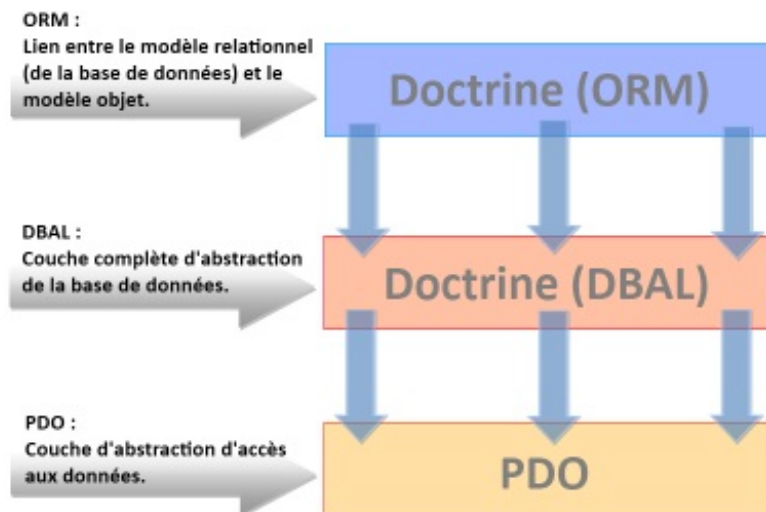 ORM :
Lien entre le modèle relationnel
(de la base de données) et le
modèle objet.
Doctrine (ORM)
DBAL :
Couche complète d'abstraction
de la base de données.
Doctrine (DBAL)
PDO :
Couche d'abstraction d'accès
aux données.
PDO